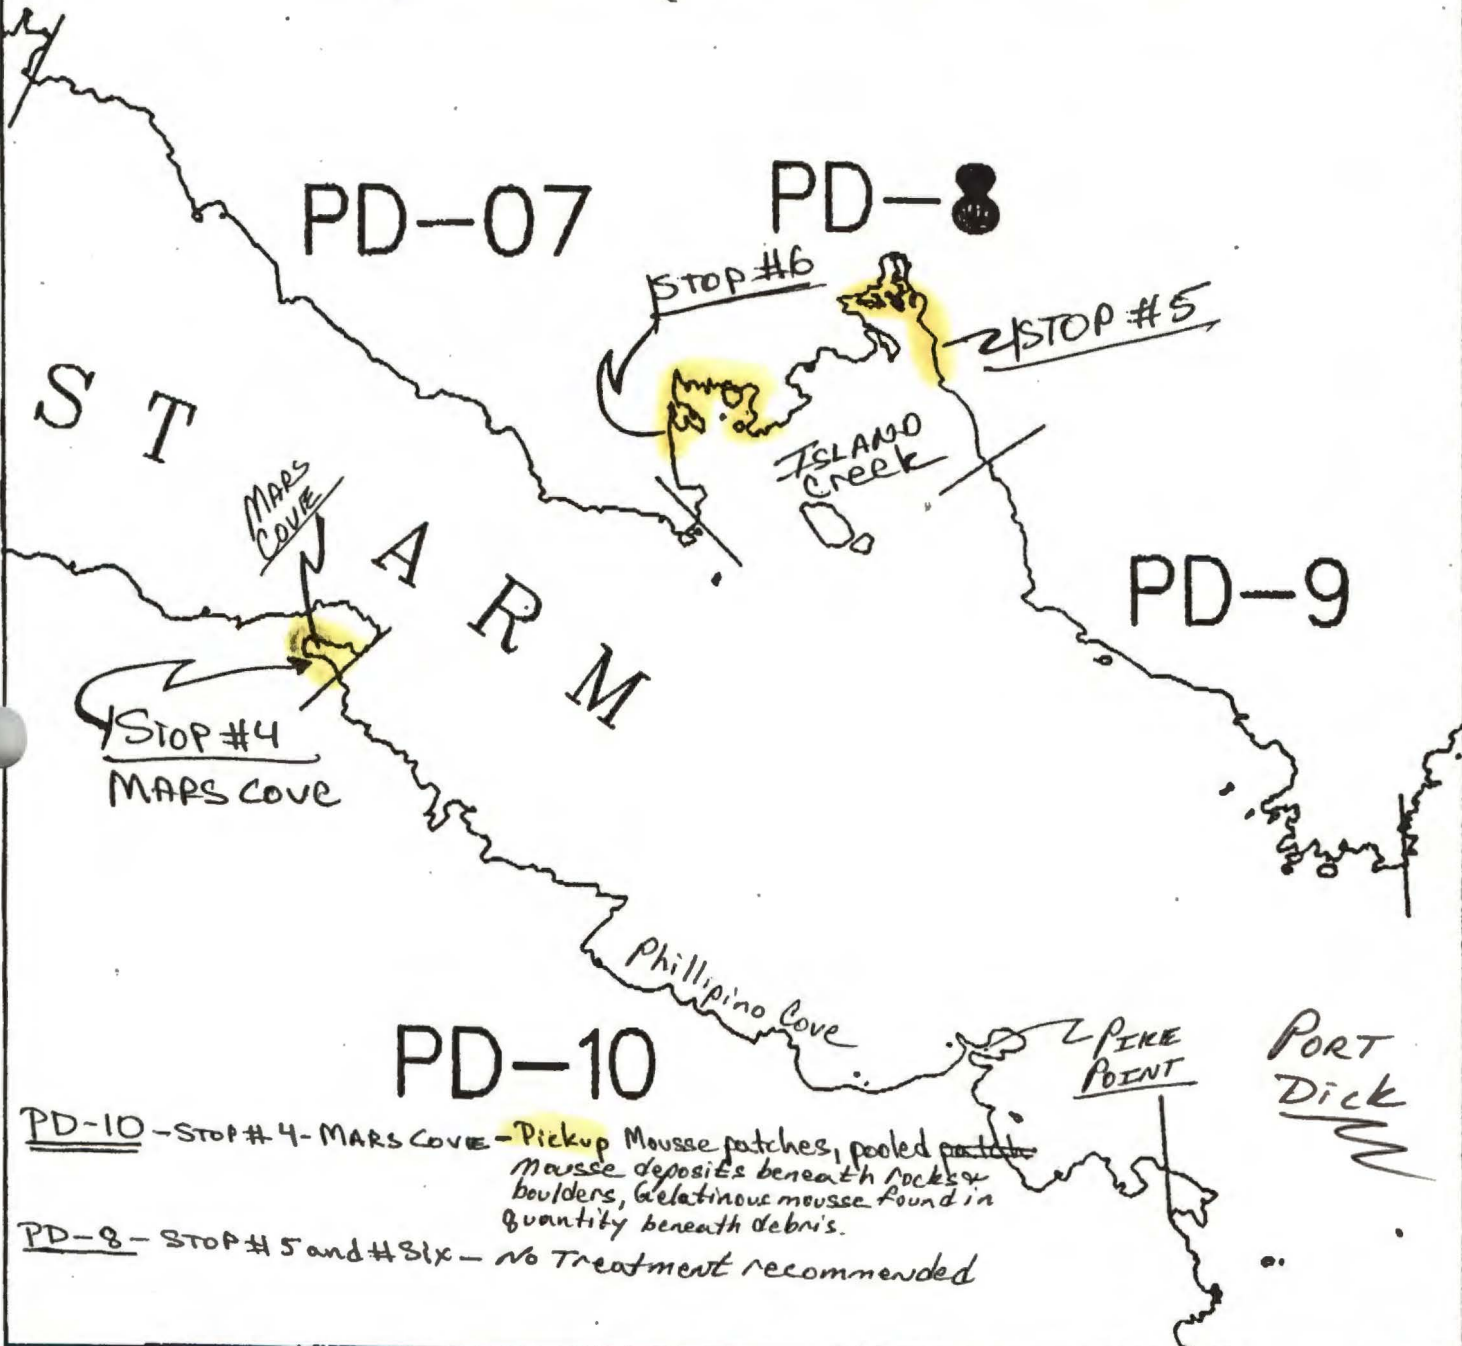 PD-07
PD-8
STOP #6
STOP #5
ST ARM
ISLAND
Creek
MARS
COVE
PD-9
STOP #4
MARS COVE
Phillipino Cove
PD-10
PIKE
POINT
PORT
Dick
PD-10 - STOP # 4 - MARS COVE - Pickup Mousse patches, pooled patch
Mousse deposits beneath rocks &
boulders, Gelatinous mousse found in
quantity beneath debris.
PD-8 - STOP # 5 and # Six - No Treatment recommended